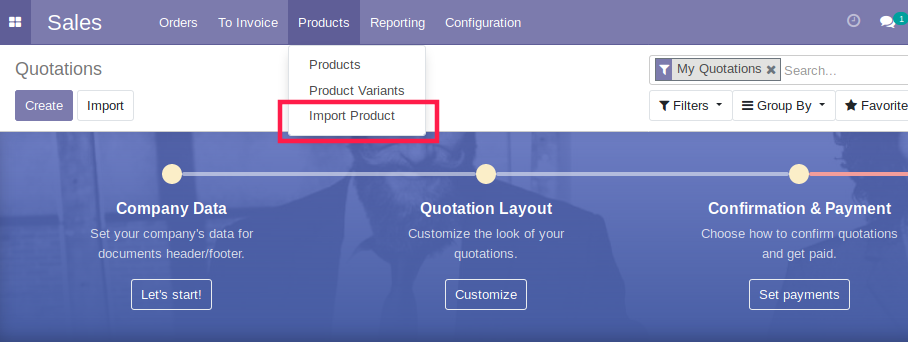 Sales Orders To Invoice Products Reporting Configuration 1
Quotations
My Quotations Search...
Create Import
Filters Group By Favorite
Products
Product Variants
Import Product
Company Data
Set your company's data for
documents header/footer.
Let's start!
Quotation Layout
Customize the look of your
quotations.
Customize
Confirmation & Payment
Choose how to confirm quotations
and get paid.
Set payments